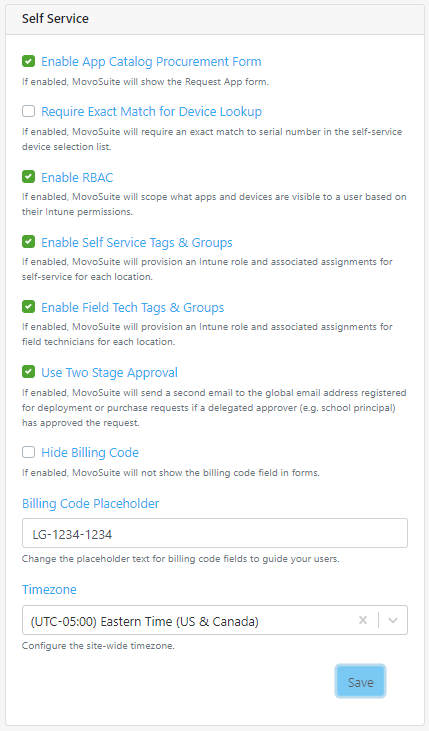 Self Service
Enable App Catalog Procurement Form
If enabled, MovoSuite will show the Request App form.
Require Exact Match for Device Lookup
If enabled, MovoSuite will require an exact match to serial number in the self-service
device selection list.
Enable RBAC
If enabled, MovoSuite will scope what apps and devices are visible to a user based on
their Intune permissions.
Enable Self Service Tags & Groups
If enabled, MovoSuite will provision an Intune role and associated assignments for
self-service for each location.
Enable Field Tech Tags & Groups
If enabled, MovoSuite will provision an Intune role and associated assignments for
field technicians for each location.
Use Two Stage Approval
If enabled, MovoSuite will send a second email to the global email address registered
for deployment or purchase requests if a delegated approver (e.g. school principal)
has approved the request.
Hide Billing Code
If enabled, MovoSuite will not show the billing code field in forms.
Billing Code Placeholder
LG-1234-1234
Change the placeholder text for billing code fields to guide your users.
Timezone
(UTC-05:00) Eastern Time (US & Canada)
Configure the site-wide timezone.
Save